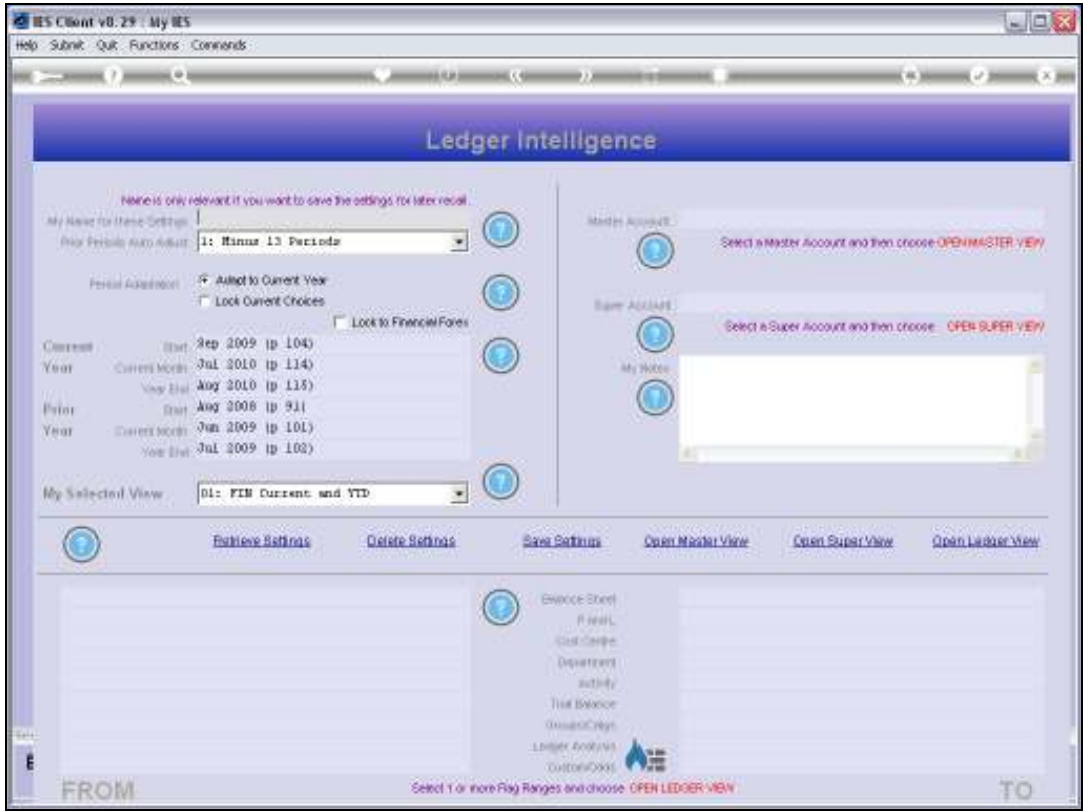 IES Client v8.29 : My IES
Help Submit Quit Functions Commands
Ledger Intelligence
Name is only relevant if you want to save the settings for later recall.
My Name for these Settings
Prior Periods Auto Adjust 1: Minus 13 Periods
Period Adaptation Adapt to Current Year
Lock Current Choices
Lock to Financial Forex
Current Start Sep 2009 (p 104)
Year Current Month Jul 2010 (p 114)
Year End Aug 2010 (p 115)
Prior Start Aug 2008 (p 91)
Year Current Month Jun 2009 (p 101)
Year End Jul 2009 (p 102)
My Selected View 01: FIN Current and YTD
Master Account
Select a Master Account and then choose OPEN MASTER VIEW
Super Account
Select a Super Account and then choose OPEN SUPER VIEW
My Notes
Retrieve Settings Delete Settings Save Settings Open Master View Open Super View Open Ledger View
Balance Sheet
P and L
Cost Centre
Department
Activity
Trial Balance
Ledger Analysis
FROM Select 1 or more Flag Ranges and choose OPEN LEDGER VIEW TO